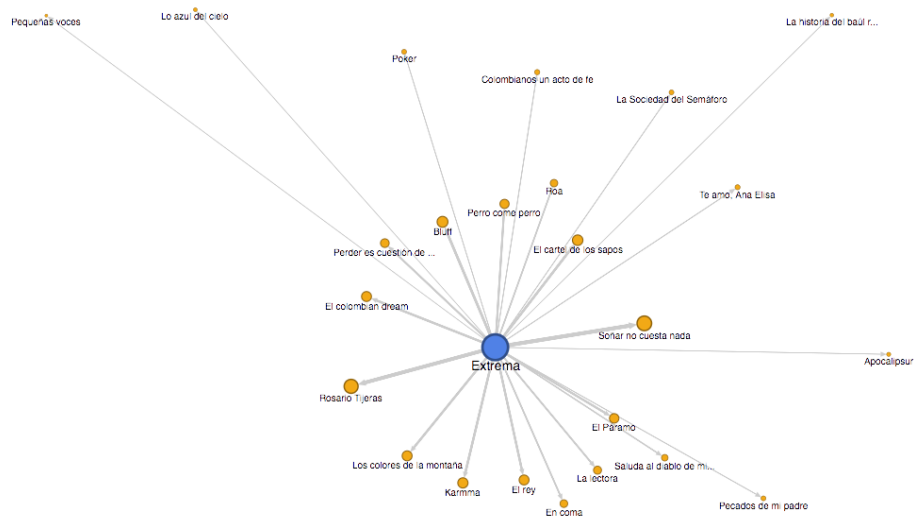 Pequeñas voces
Lo azul del cielo
La historia del baúl r...
Poker
Colombianos un acto de fe
La Sociedad del Semáforo
Roa
Te amo, Ana Elisa
Perro come perro
Bluff
El cartel de los sapos
Perder es cuestión de ...
El colombian dream
Soñar no cuesta nada
Apocalipsur
Extrema
Rosario Tijeras
El Páramo
Los colores de la montaña
Saluda al diablo de mi...
La lectora
Karmma
El rey
Pecados de mi padre
En coma